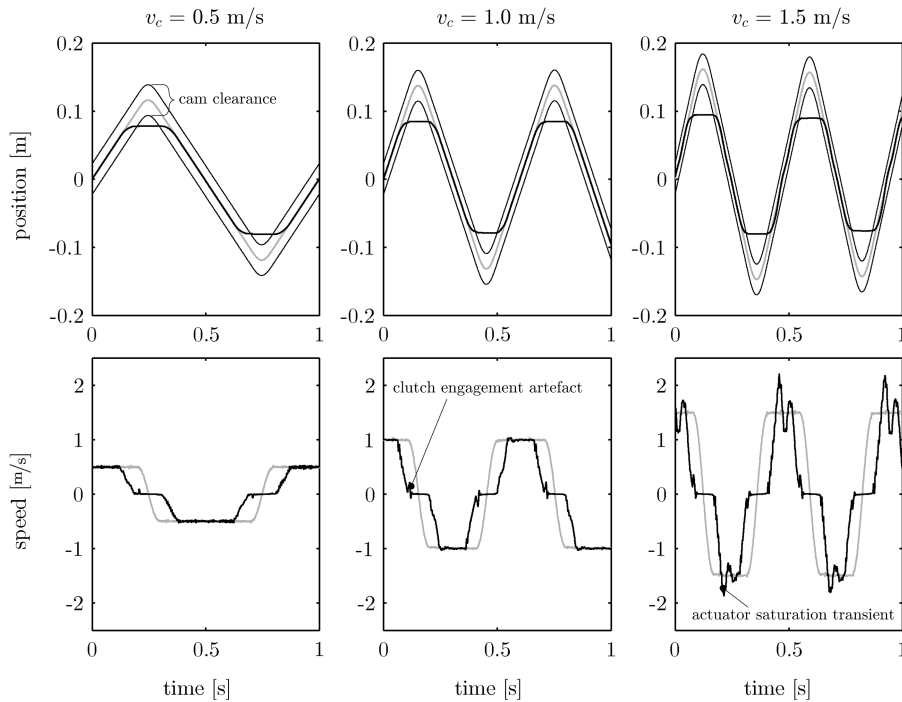 v_c = 0.5 m/s
v_c = 1.0 m/s
v_c = 1.5 m/s
position [m]
0.2
0.1
0
-0.1
-0.2
cam clearance
0 0.5 1
0.2
0.1
0
-0.1
-0.2
0 0.5 1
0.2
0.1
0
-0.1
-0.2
0 0.5 1
speed [m/s]
2
1
0
-1
-2
0 0.5 1
time [s]
2
1
0
-1
-2
clutch engagement artefact
0 0.5 1
time [s]
2
1
0
-1
-2
actuator saturation transient
0 0.5 1
time [s]